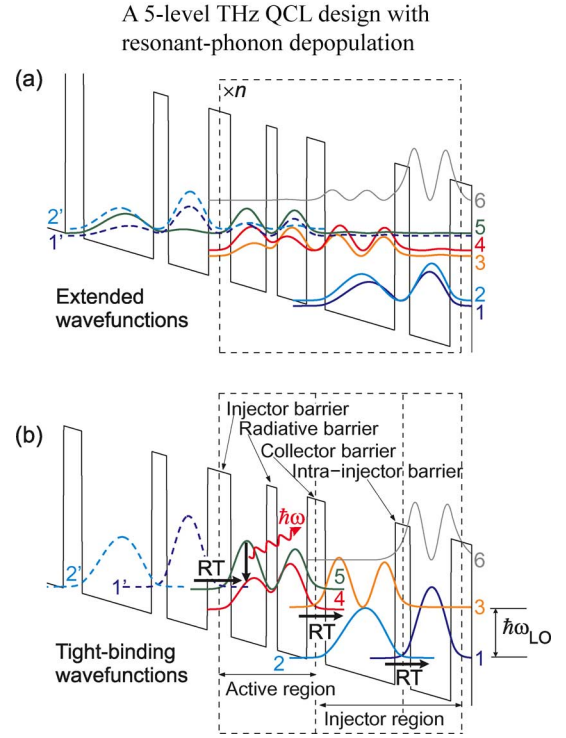 A 5-level THz QCL design with
resonant-phonon depopulation
(a)
×n
2'
1'
6
5
4
3
2
1
Extended
wavefunctions
(b)
Injector barrier
Radiative barrier
Collector barrier
Intra-injector barrier
ħω
RT
2'
1'
5
4
6
3
RT
ħω_LO
2
RT
1
Tight-binding
wavefunctions
Active region
Injector region